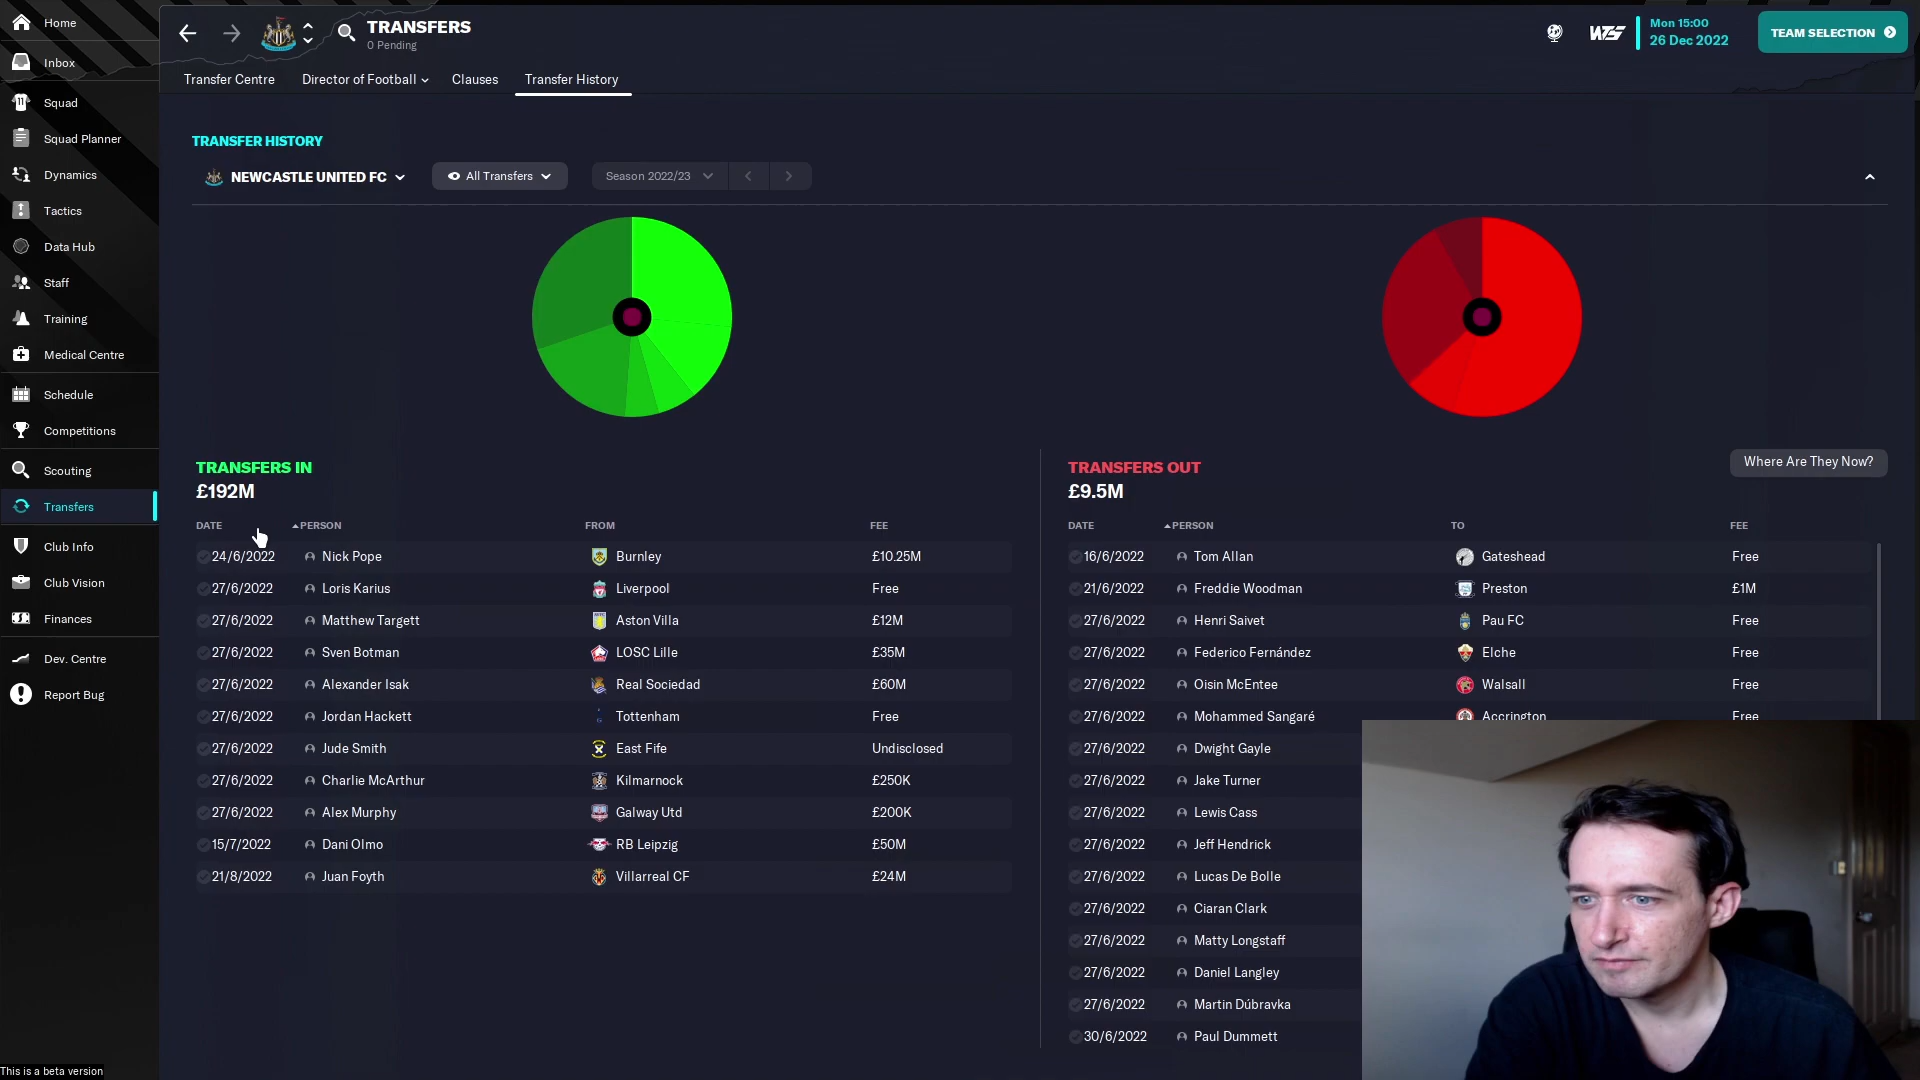 Home
Inbox
Squad
Squad Planner
Dynamics
Tactics
Data Hub
Staff
Training
Medical Centre
Schedule
Competitions
Scouting
Transfers
Club Info
Club Vision
Finances
Dev. Centre
Report Bug
This is a beta version
TRANSFERS
0 Pending
Mon 15:00
26 Dec 2022
TEAM SELECTION
Transfer Centre
Director of Football
Clauses
Transfer History
TRANSFER HISTORY
NEWCASTLE UNITED FC
All Transfers
Season 2022/23
TRANSFERS IN
£192M
DATE PERSON FROM FEE
24/6/2022 Nick Pope Burnley £10.25M
27/6/2022 Loris Karius Liverpool Free
27/6/2022 Matthew Targett Aston Villa £12M
27/6/2022 Sven Botman LOSC Lille £35M
27/6/2022 Alexander Isak Real Sociedad £60M
27/6/2022 Jordan Hackett Tottenham Free
27/6/2022 Jude Smith East Fife Undisclosed
27/6/2022 Charlie McArthur Kilmarnock £250K
27/6/2022 Alex Murphy Galway Utd £200K
15/7/2022 Dani Olmo RB Leipzig £50M
21/8/2022 Juan Foyth Villarreal CF £24M
TRANSFERS OUT
£9.5M
Where Are They Now?
DATE PERSON TO FEE
16/6/2022 Tom Allan Gateshead Free
21/6/2022 Freddie Woodman Preston £1M
27/6/2022 Henri Saivet Pau FC Free
27/6/2022 Federico Fernández Elche Free
27/6/2022 Oisin McEntee Walsall Free
27/6/2022 Mohammed Sangaré Accrington Free
27/6/2022 Dwight Gayle
27/6/2022 Jake Turner
27/6/2022 Lewis Cass
27/6/2022 Jeff Hendrick
27/6/2022 Lucas De Bolle
27/6/2022 Ciaran Clark
27/6/2022 Matty Longstaff
27/6/2022 Daniel Langley
27/6/2022 Martin Dúbravka
30/6/2022 Paul Dummett